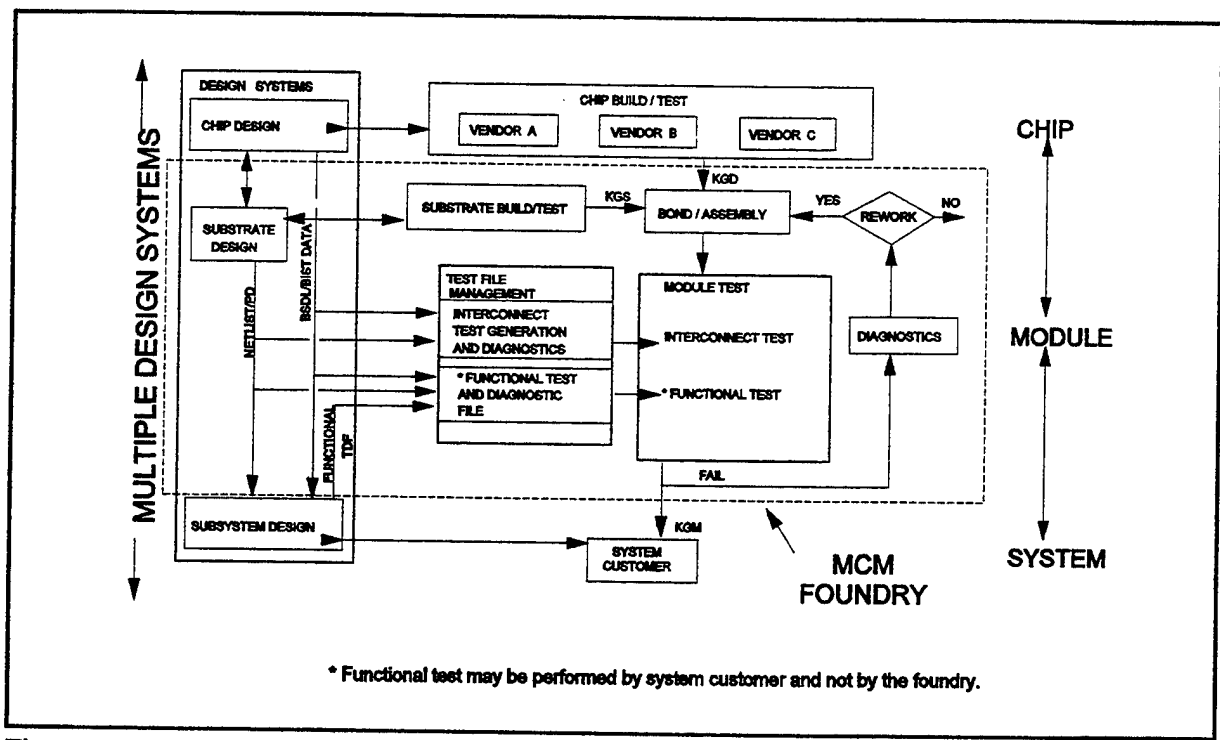 MULTIPLE DESIGN SYSTEMS
DESIGN SYSTEMS
CHIP DESIGN
CHIP BUILD / TEST
VENDOR A
VENDOR B
VENDOR C
CHIP
KGD
SUBSTRATE
DESIGN
SUBSTRATE BUILD/TEST
KGS
BOND / ASSEMBLY
YES
REWORK
NO
NETLIST/PD
BSDL/BIST DATA
TEST FILE
MANAGEMENT
INTERCONNECT
TEST GENERATION
AND DIAGNOSTICS
* FUNCTIONAL TEST
AND DIAGNOSTIC
FILE
MODULE TEST
INTERCONNECT TEST
* FUNCTIONAL TEST
DIAGNOSTICS
MODULE
FUNCTIONAL
TDF
FAIL
SUBSYSTEM DESIGN
KGM
SYSTEM
CUSTOMER
MCM
FOUNDRY
SYSTEM
* Functional test may be performed by system customer and not by the foundry.